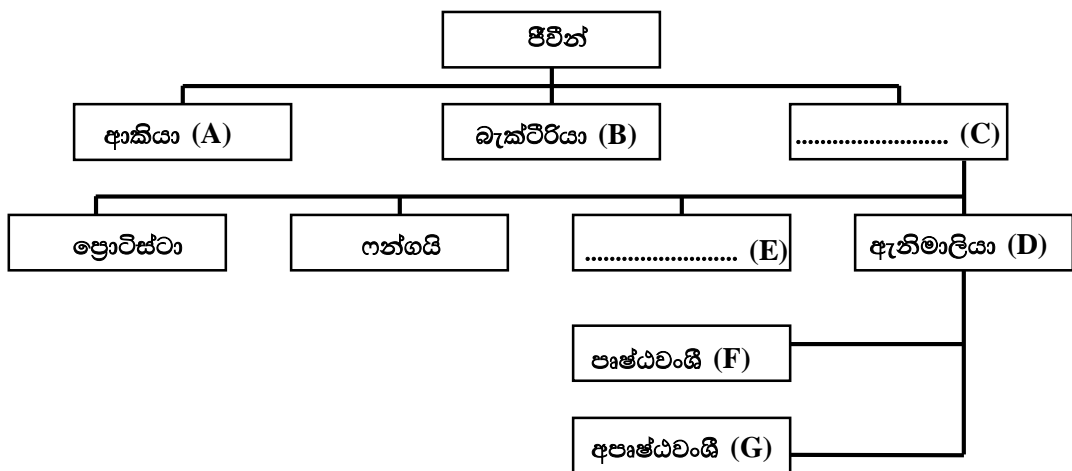 ජීවීන්
ආකියා (A)
බැක්ටීරියා (B)
......................... (C)
ප්‍රොටිස්ටා
ෆන්ගයි
......................... (E)
ඇනිමාලියා (D)
පෘෂ්ඨවංශී (F)
අපෘෂ්ඨවංශී (G)